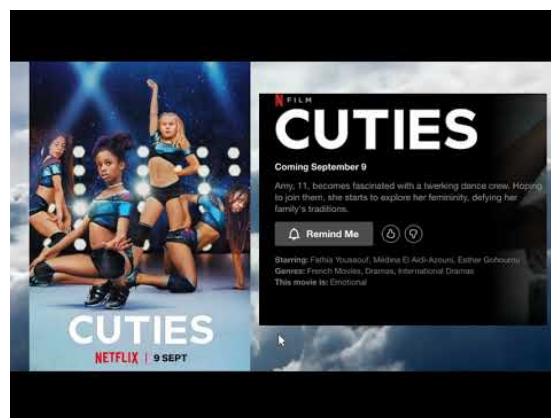 CUTIES
NETFLIX | 9 SEPT
N FILM
CUTIES
Coming September 9
Amy, 11, becomes fascinated with a twerking dance crew. Hoping
to join them, she starts to explore her femininity, defying her
family's traditions.
Remind Me
Starring: Fathia Youssouf, Médina El Aidi-Azouni, Esther Gohourou
Genres: French Movies, Dramas, International Dramas
This movie is: Emotional